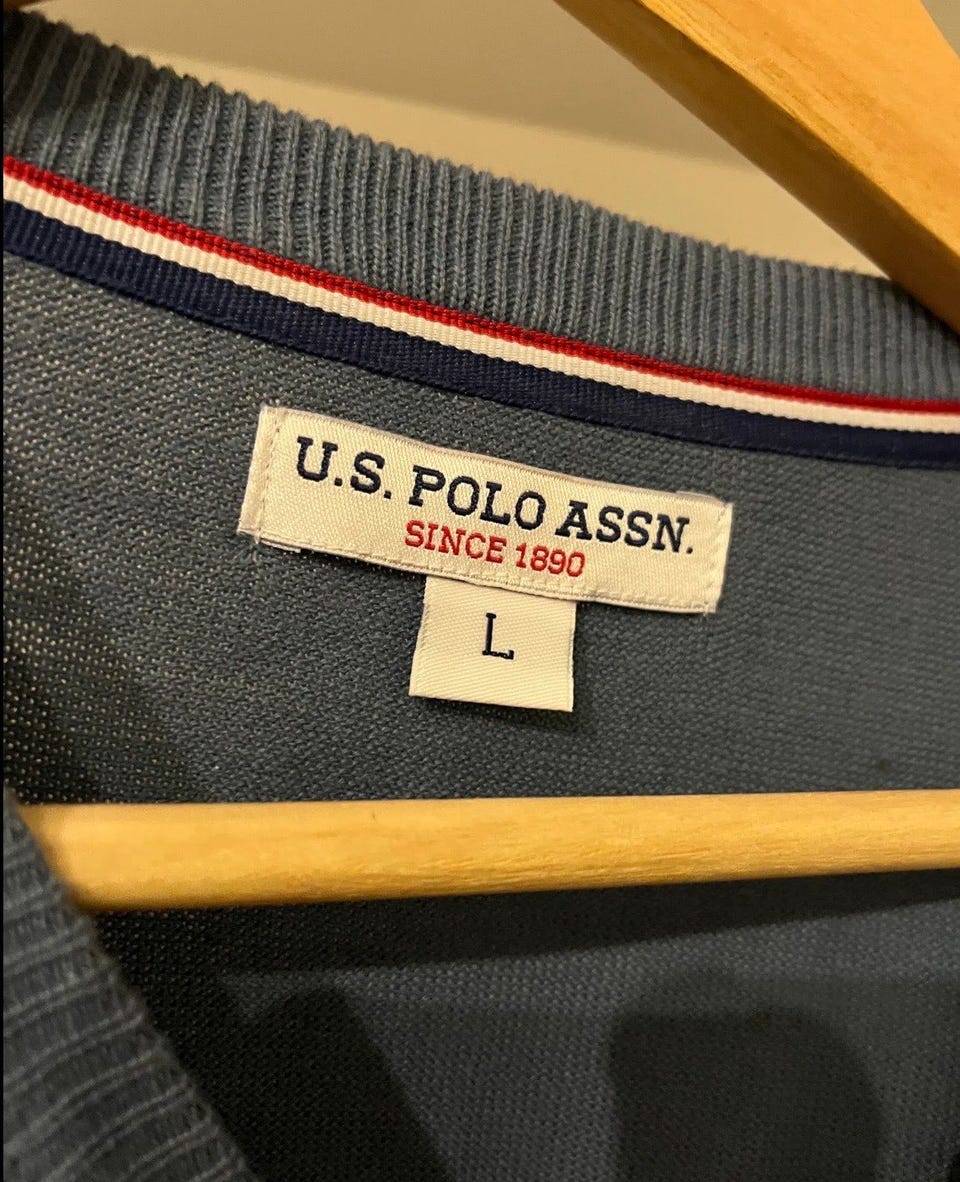 U.S. POLO ASSN.
SINCE 1890
L